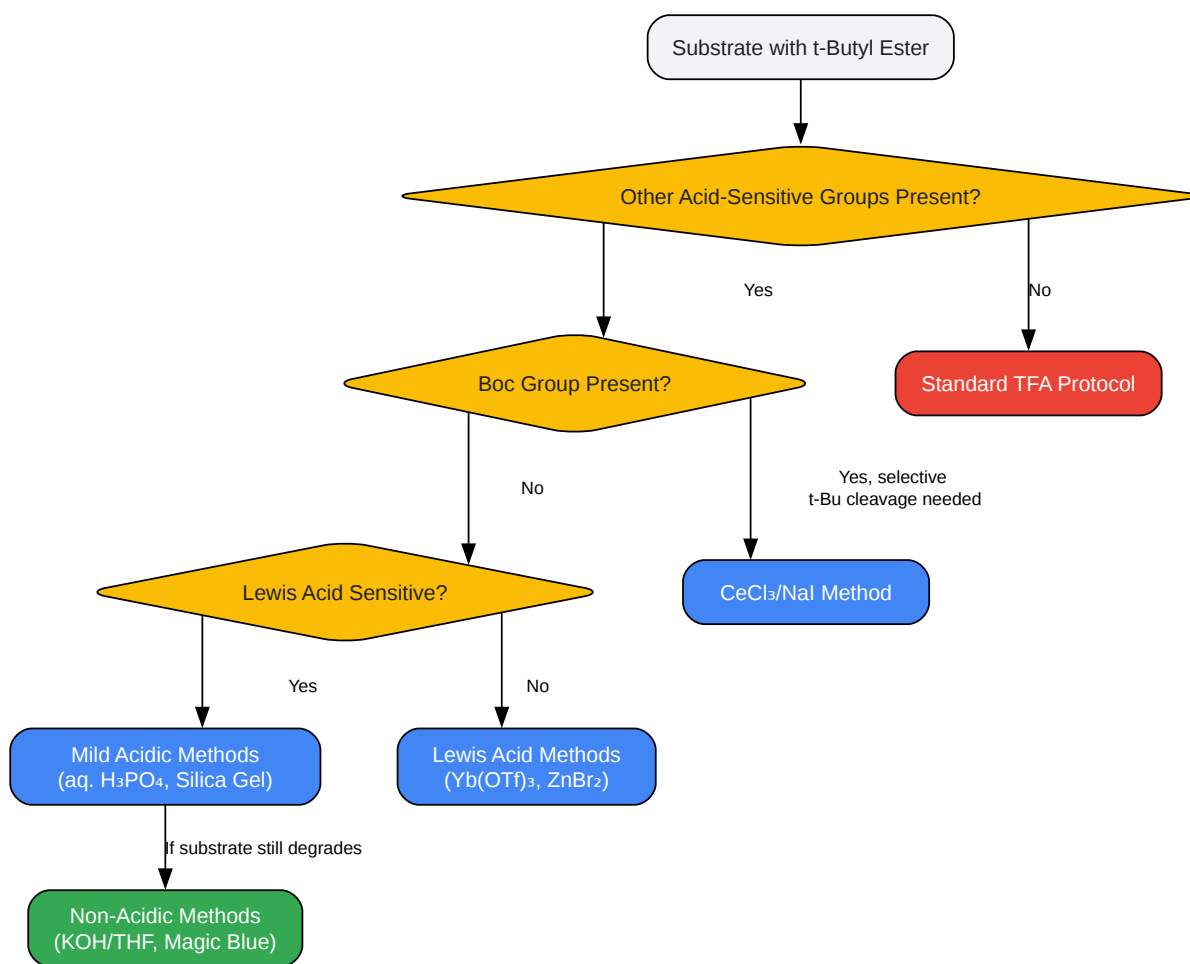 Substrate with t-Butyl Ester
Other Acid-Sensitive Groups Present?
Yes
No
Boc Group Present?
Standard TFA Protocol
No
Yes, selective
t-Bu cleavage needed
Lewis Acid Sensitive?
CeCl₃/NaI Method
Yes
No
Mild Acidic Methods
(aq. H₃PO₄, Silica Gel)
Lewis Acid Methods
(Yb(OTf)₃, ZnBr₂)
If substrate still degrades
Non-Acidic Methods
(KOH/THF, Magic Blue)